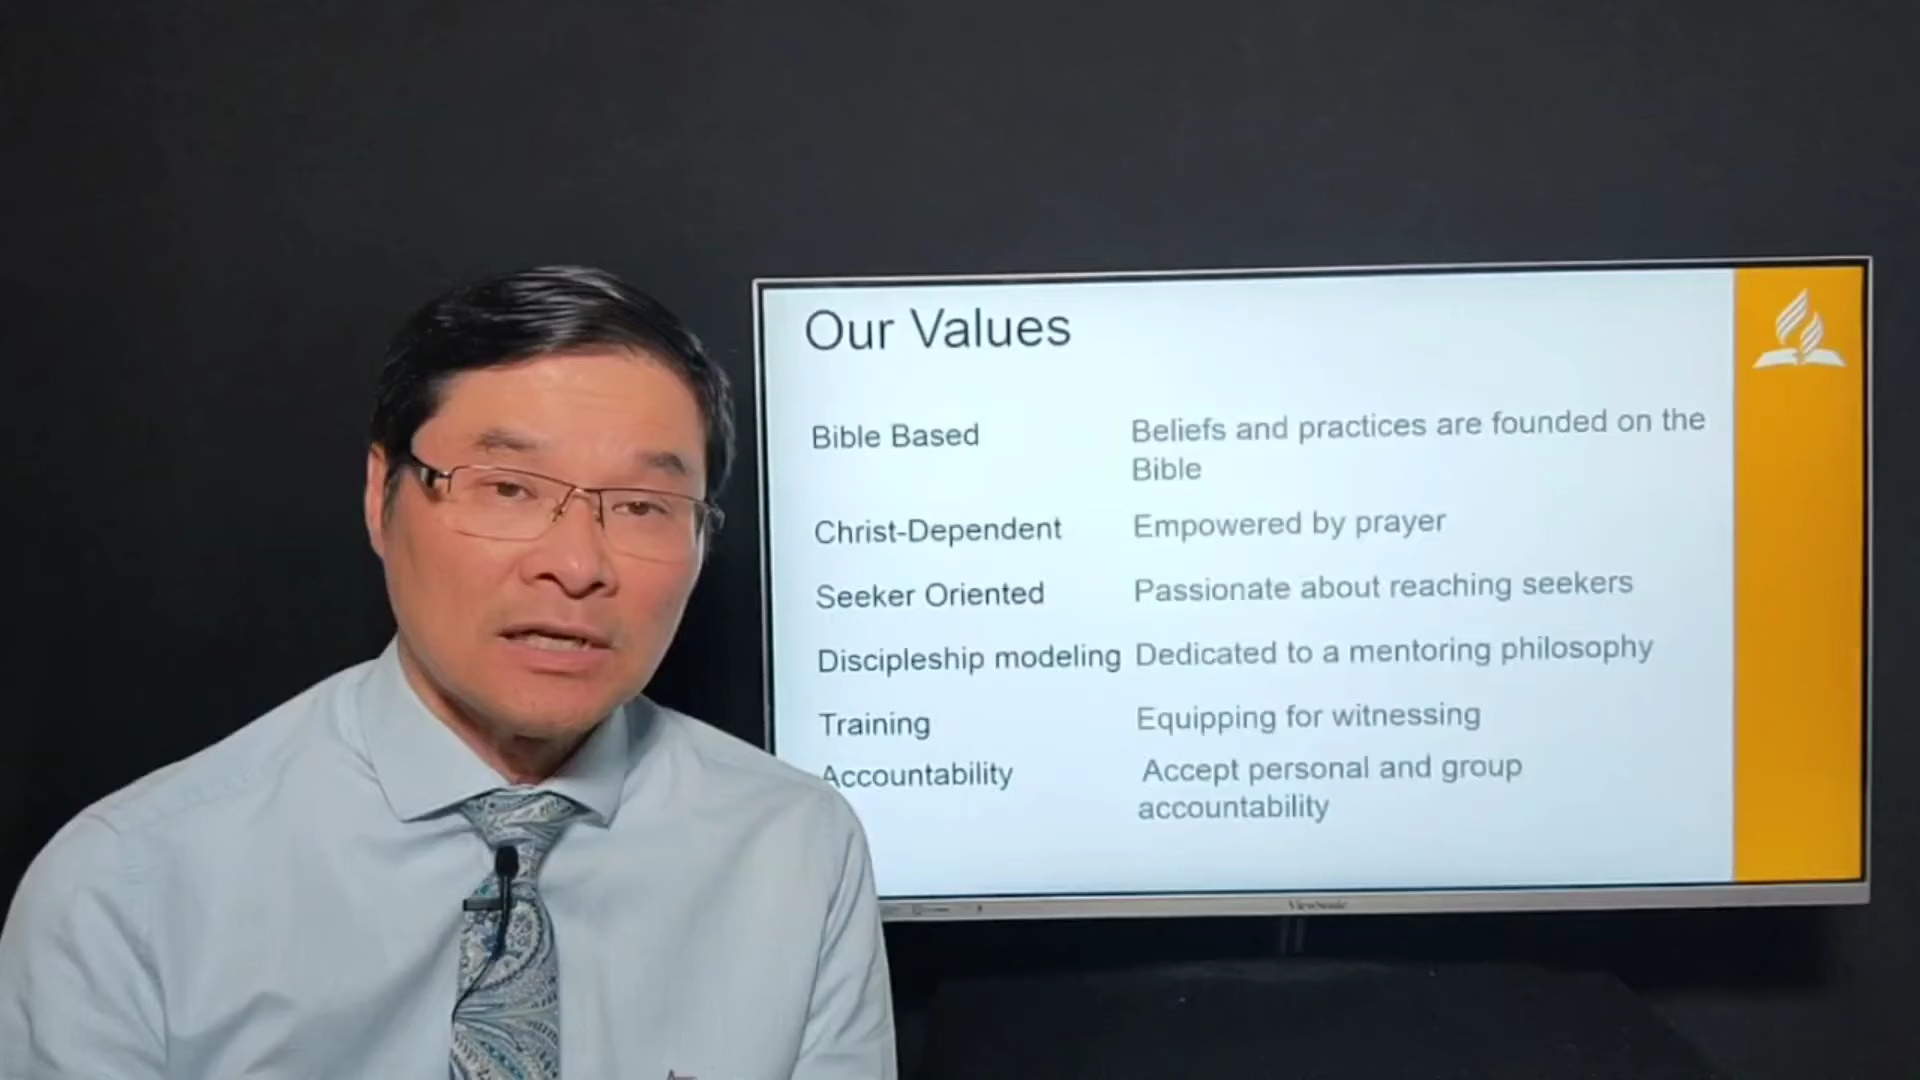 Our Values
Bible Based
Beliefs and practices are founded on the
Bible
Christ-Dependent
Empowered by prayer
Seeker Oriented
Passionate about reaching seekers
Discipleship modeling
Dedicated to a mentoring philosophy
Training
Equipping for witnessing
Accountability
Accept personal and group
accountability
ViewSonic